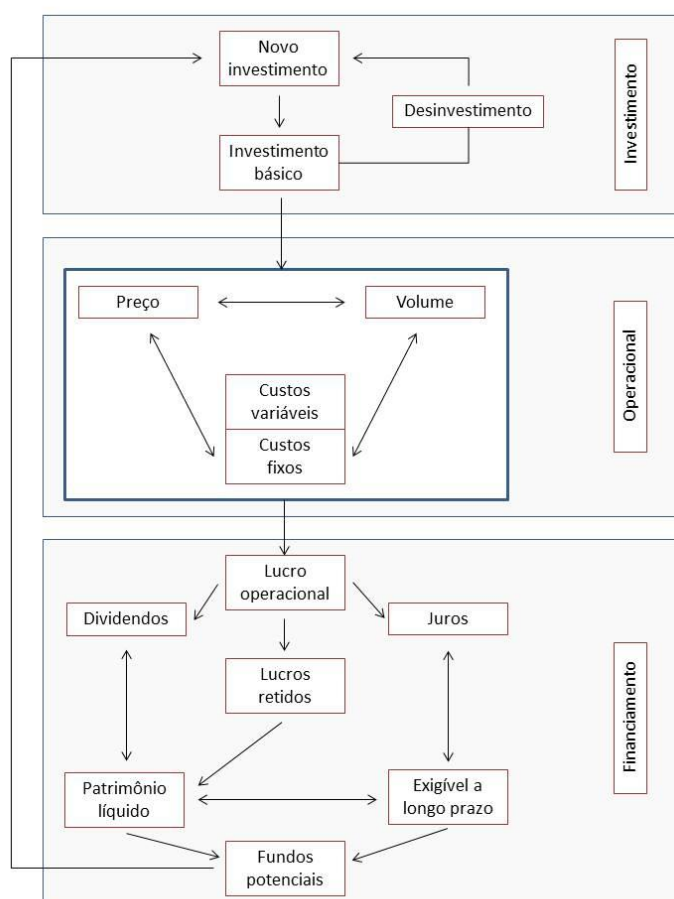 Novo
investimento
Desinvestimento
Investimento
básico
Investimento
Preço
Volume
Custos
variáveis
Custos
fixos
Operacional
Lucro
operacional
Dividendos
Juros
Lucros
retidos
Patrimônio
líquido
Exigível a
longo prazo
Fundos
potenciais
Financiamento